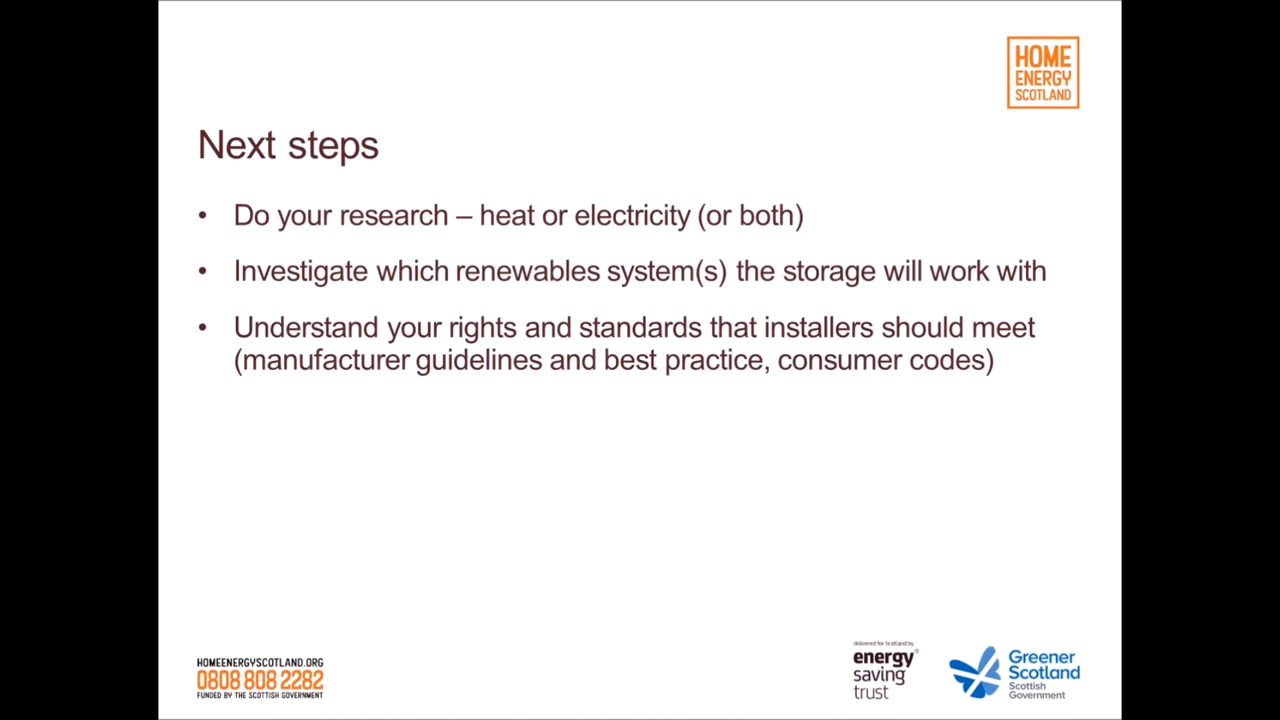 HOME
ENERGY
SCOTLAND
Next steps
• Do your research – heat or electricity (or both)
• Investigate which renewables system(s) the storage will work with
• Understand your rights and standards that installers should meet
(manufacturer guidelines and best practice, consumer codes)
HOMEENERGYSCOTLAND.ORG
0808 808 2282
FUNDED BY THE SCOTTISH GOVERNMENT
delivered for Scotland by
energy®
saving
trust
Greener
Scotland
Scottish
Government